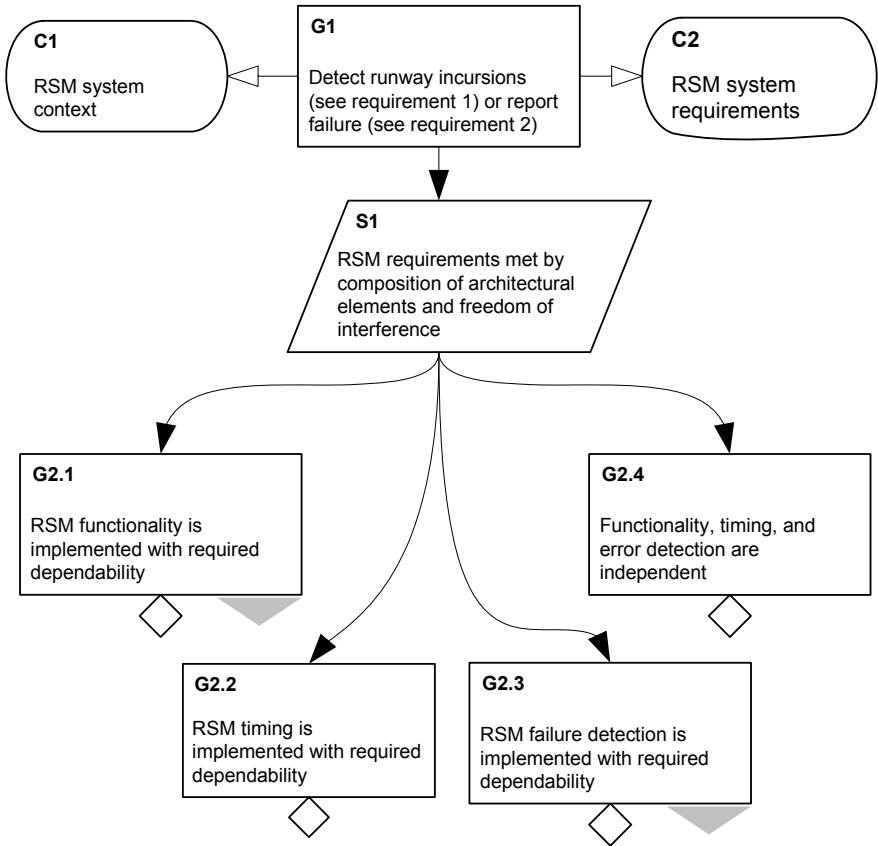 C1
RSM system
context
G1
Detect runway incursions
(see requirement 1) or report
failure (see requirement 2)
C2
RSM system
requirements
S1
RSM requirements met by
composition of architectural
elements and freedom of
interference
G2.1
RSM functionality is
implemented with required
dependability
G2.4
Functionality, timing, and
error detection are
independent
G2.2
RSM timing is
implemented with required
dependability
G2.3
RSM failure detection is
implemented with required
dependability